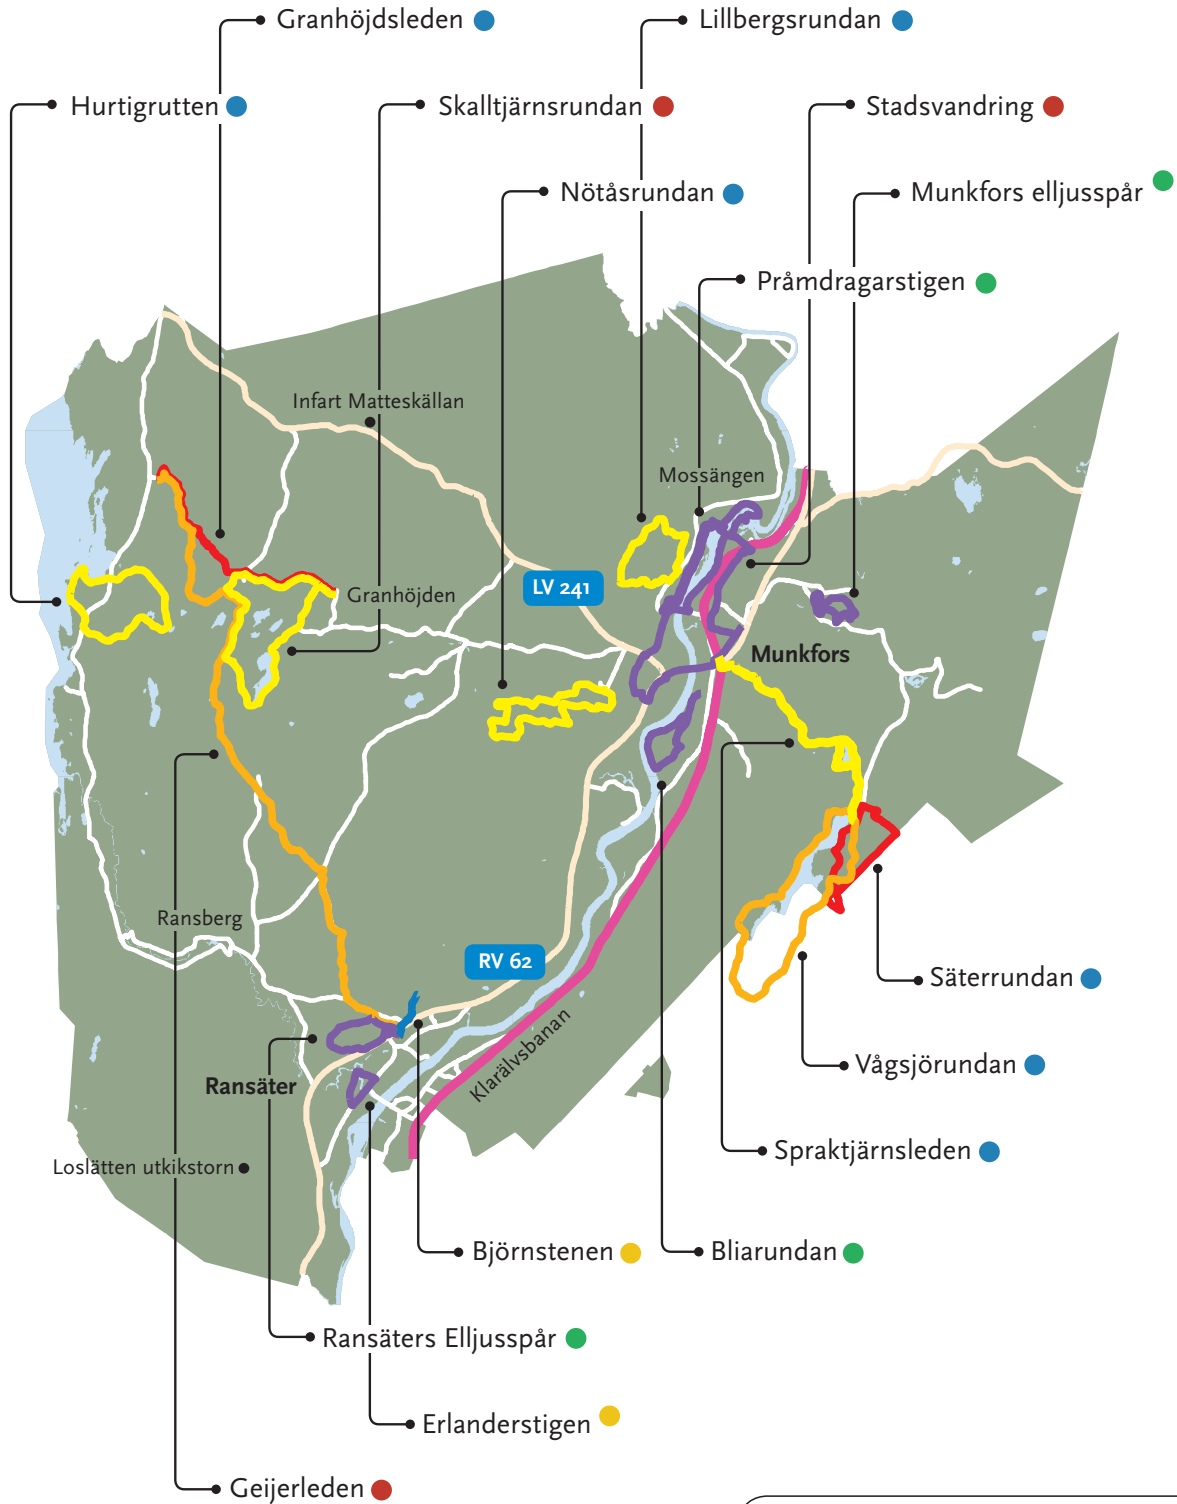 Granhöjdsleden
Lillbergsrundan
Hurtigrutten
Skalltjärnsrundan
Stadsvandring
Nötåsrundan
Munkfors elljusspår
Pråmdragarstigen
Infart Matteskällan
Mossängen
LV 241
Granhöjden
Munkfors
Ransberg
RV 62
Säterrundan
Klarälvsbanan
Vågsjörundan
Ransäter
Spraktjärnsleden
Loslätten utkikstorn
Björnstenen
Bliarundan
Ransäters Elljusspår
Erlanderstigen
Geijerleden